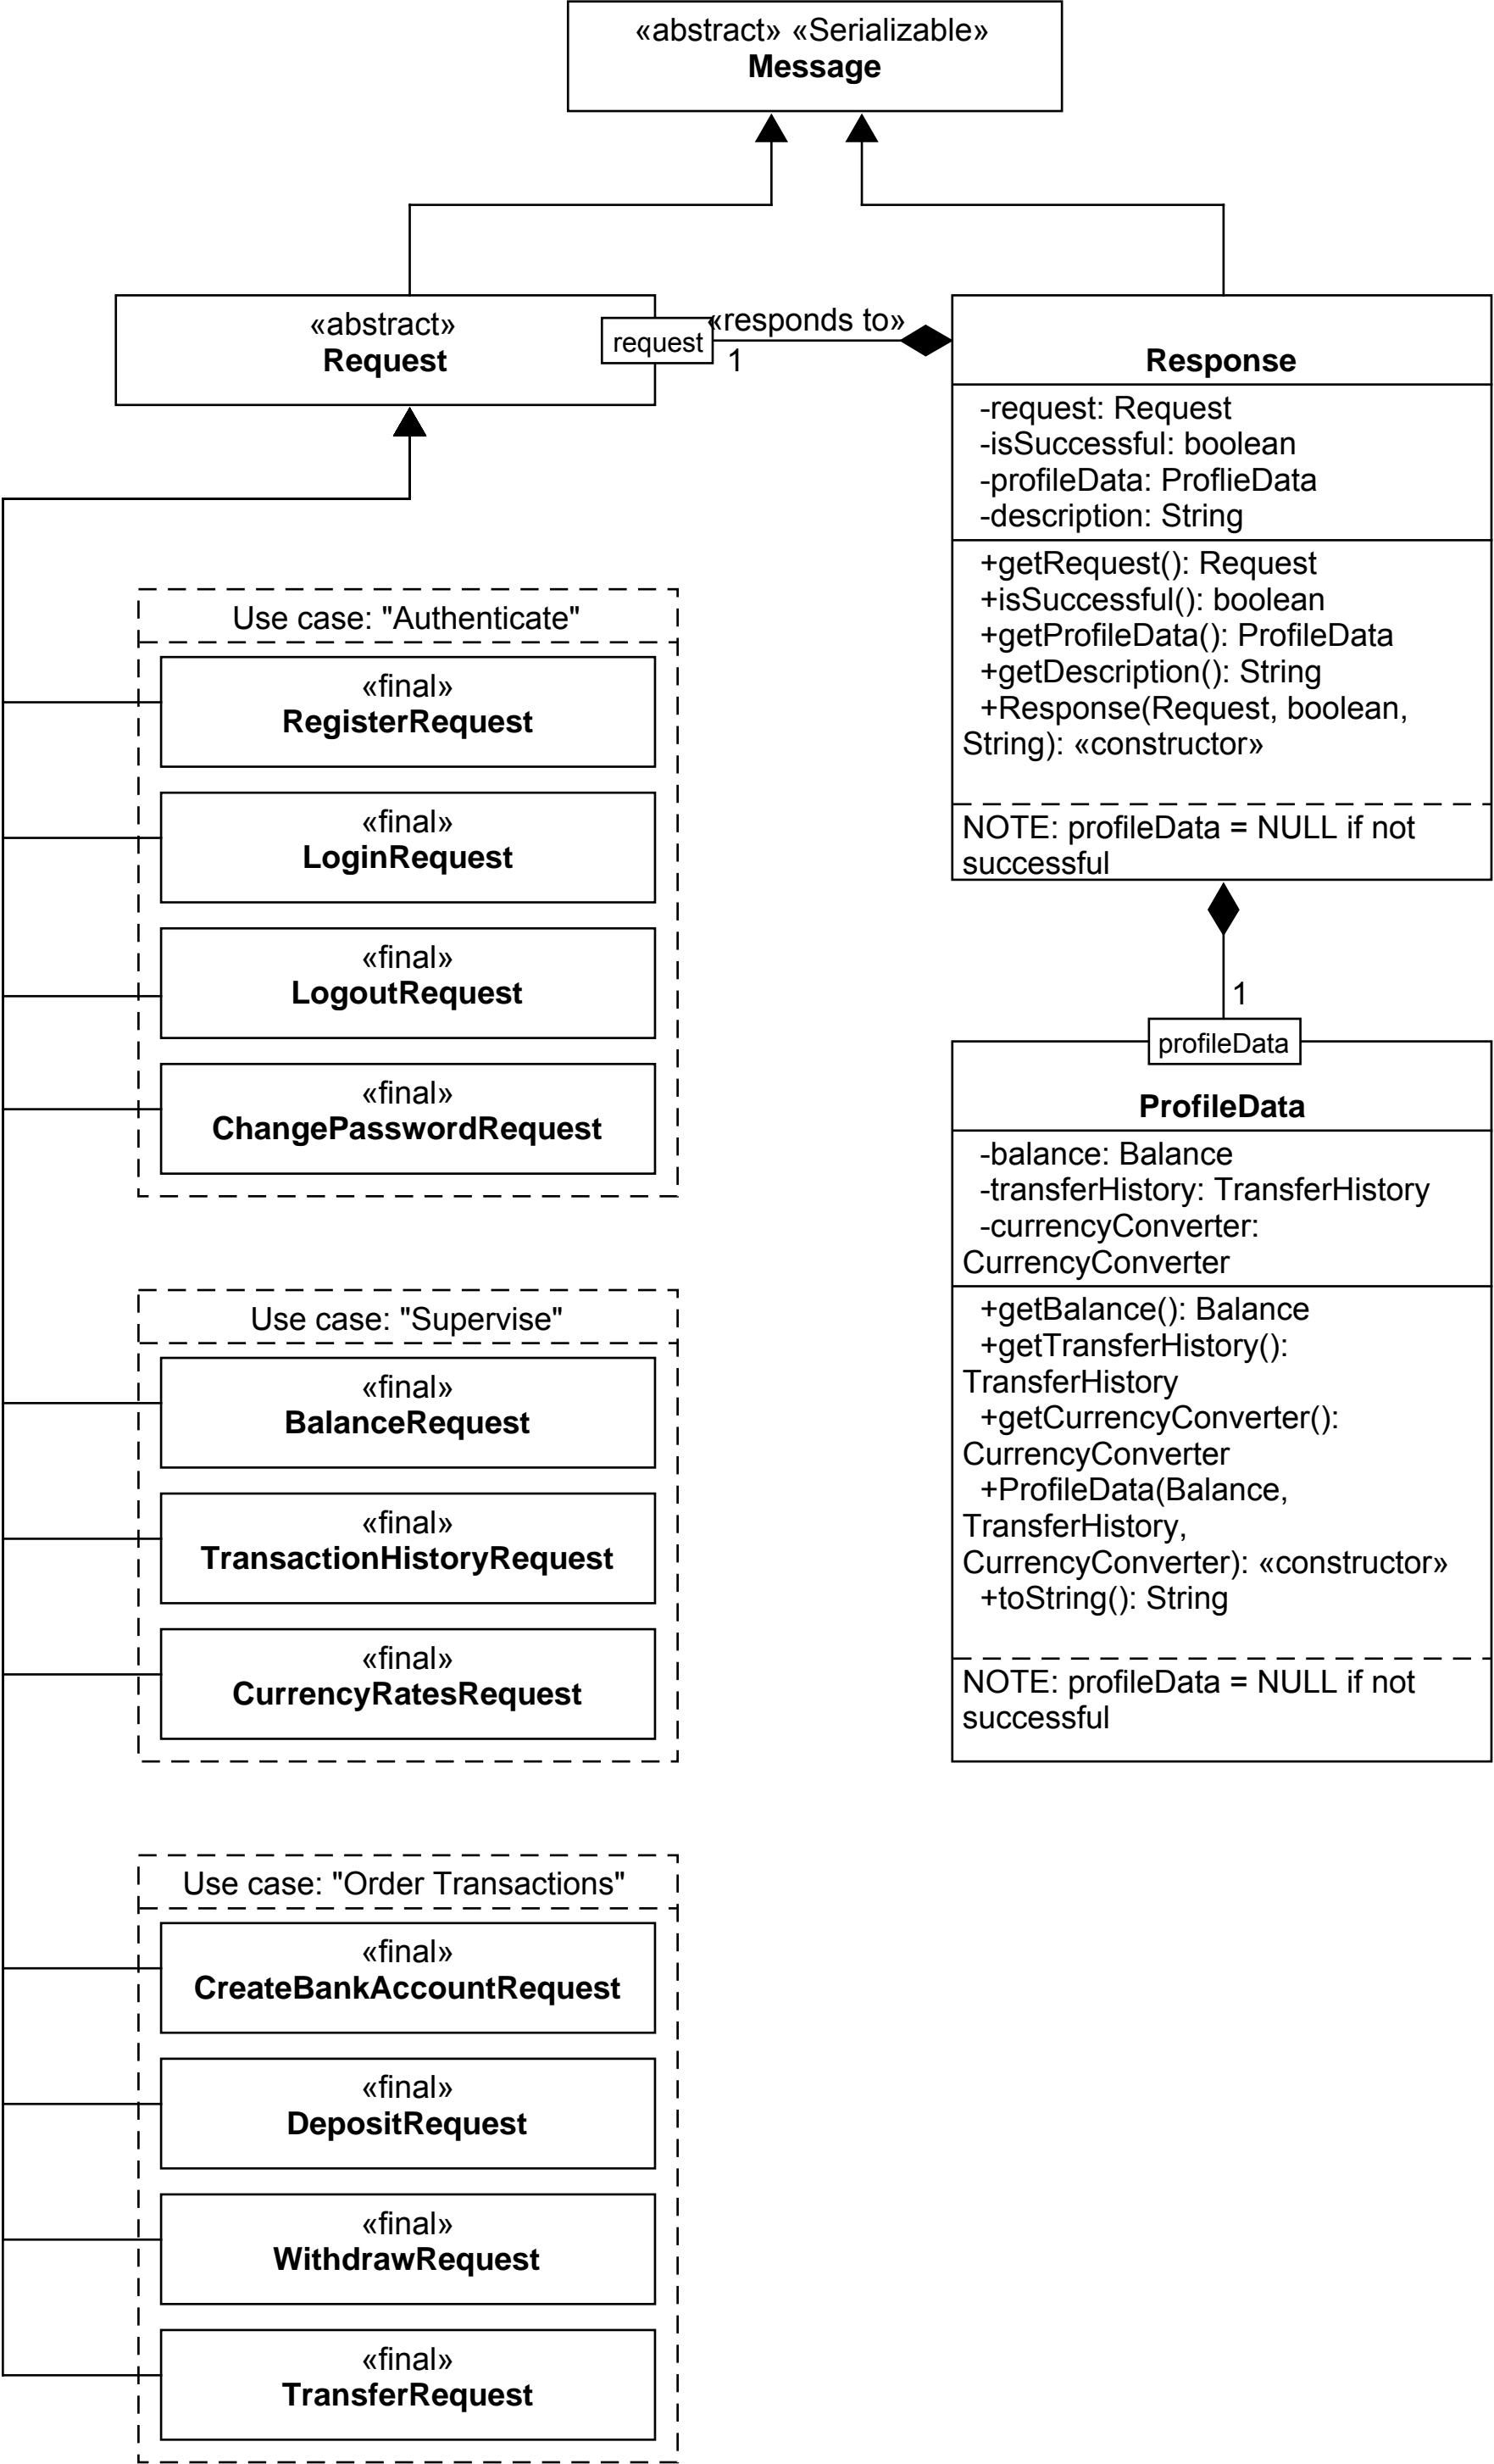 «abstract» «Serializable»
Message
«abstract»
Request
request
«responds to»
1
Response
-request: Request
-isSuccessful: boolean
-profileData: ProflieData
-description: String
+getRequest(): Request
+isSuccessful(): boolean
+getProfileData(): ProfileData
+getDescription(): String
+Response(Request, boolean,
String): «constructor»
NOTE: profileData = NULL if not
successful
1
profileData
ProfileData
-balance: Balance
-transferHistory: TransferHistory
-currencyConverter:
CurrencyConverter
+getBalance(): Balance
+getTransferHistory():
TransferHistory
+getCurrencyConverter():
CurrencyConverter
+ProfileData(Balance,
TransferHistory,
CurrencyConverter): «constructor»
+toString(): String
NOTE: profileData = NULL if not
successful
Use case: "Authenticate"
«final»
RegisterRequest
«final»
LoginRequest
«final»
LogoutRequest
«final»
ChangePasswordRequest
Use case: "Supervise"
«final»
BalanceRequest
«final»
TransactionHistoryRequest
«final»
CurrencyRatesRequest
Use case: "Order Transactions"
«final»
CreateBankAccountRequest
«final»
DepositRequest
«final»
WithdrawRequest
«final»
TransferRequest